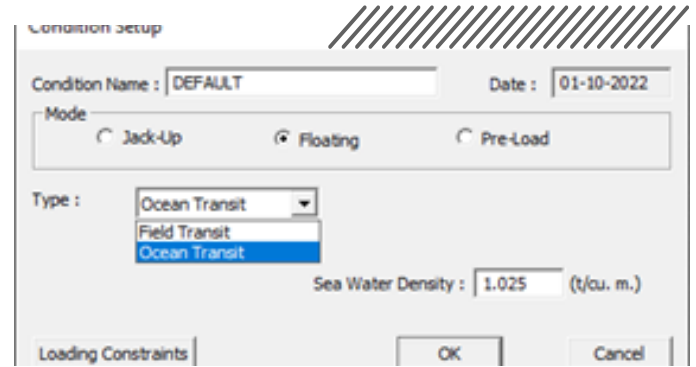 Condition Setup
Condition Name : DEFAULT Date : 01-10-2022
Mode
Jack-Up Floating Pre-Load
Type : Ocean Transit
Field Transit
Ocean Transit
Sea Water Density : 1.025 (t/cu. m.)
Loading Constraints OK Cancel